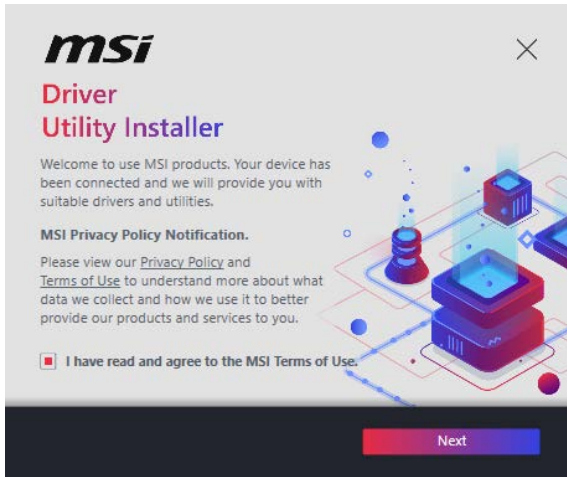 msi
Driver
Utility Installer
Welcome to use MSI products. Your device has
been connected and we will provide you with
suitable drivers and utilities.
MSI Privacy Policy Notification.
Please view our Privacy Policy and
Terms of Use to understand more about what
data we collect and how we use it to better
provide our products and services to you.
I have read and agree to the MSI Terms of Use.
Next